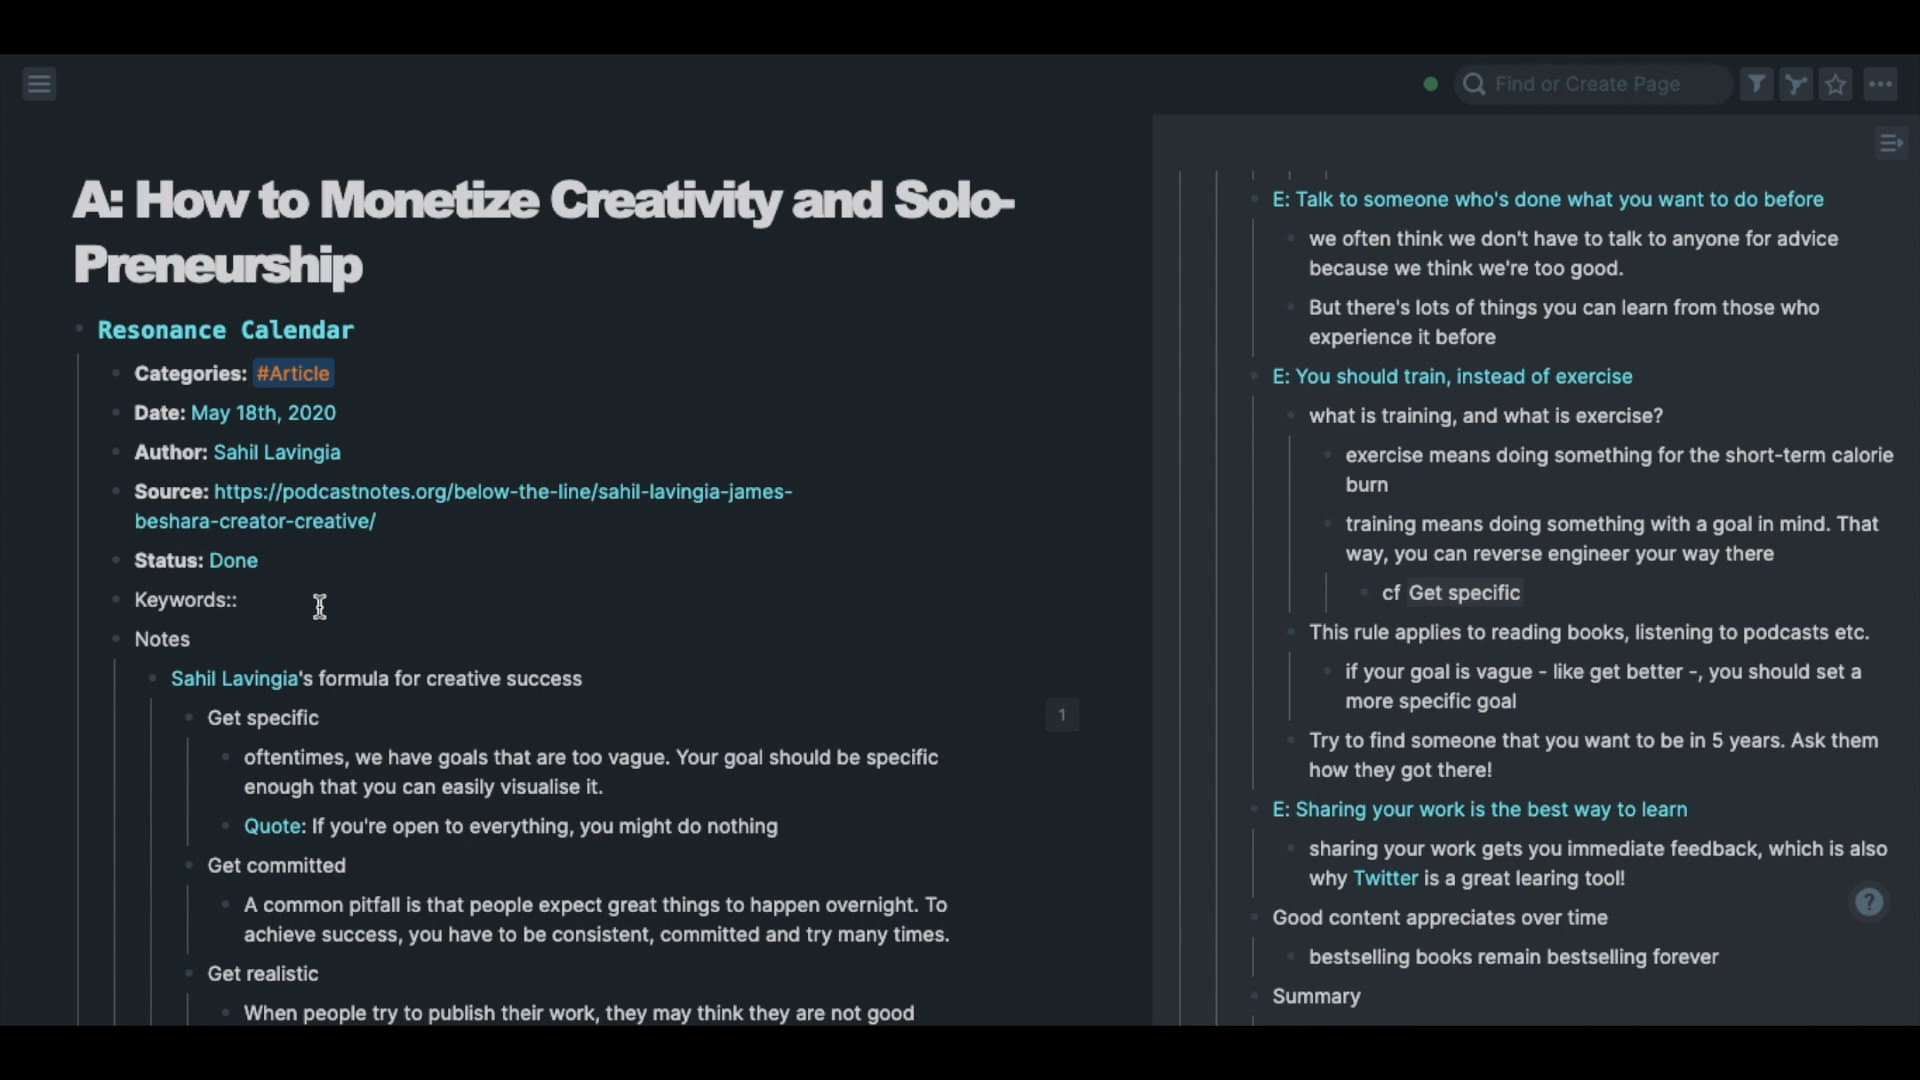 Find or Create Page
A: How to Monetize Creativity and Solo-
Preneurship
Resonance Calendar
Categories: #Article
Date: May 18th, 2020
Author: Sahil Lavingia
Source: https://podcastnotes.org/below-the-line/sahil-lavingia-james-
beshara-creator-creative/
Status: Done
Keywords::
Notes
Sahil Lavingia's formula for creative success
Get specific
1
oftentimes, we have goals that are too vague. Your goal should be specific
enough that you can easily visualise it.
Quote: If you're open to everything, you might do nothing
Get committed
A common pitfall is that people expect great things to happen overnight. To
achieve success, you have to be consistent, committed and try many times.
Get realistic
When people try to publish their work, they may think they are not good
E: Talk to someone who's done what you want to do before
we often think we don't have to talk to anyone for advice
because we think we're too good.
But there's lots of things you can learn from those who
experience it before
E: You should train, instead of exercise
what is training, and what is exercise?
exercise means doing something for the short-term calorie
burn
training means doing something with a goal in mind. That
way, you can reverse engineer your way there
cf Get specific
This rule applies to reading books, listening to podcasts etc.
if your goal is vague - like get better -, you should set a
more specific goal
Try to find someone that you want to be in 5 years. Ask them
how they got there!
E: Sharing your work is the best way to learn
sharing your work gets you immediate feedback, which is also
why Twitter is a great learing tool!
?
Good content appreciates over time
bestselling books remain bestselling forever
Summary